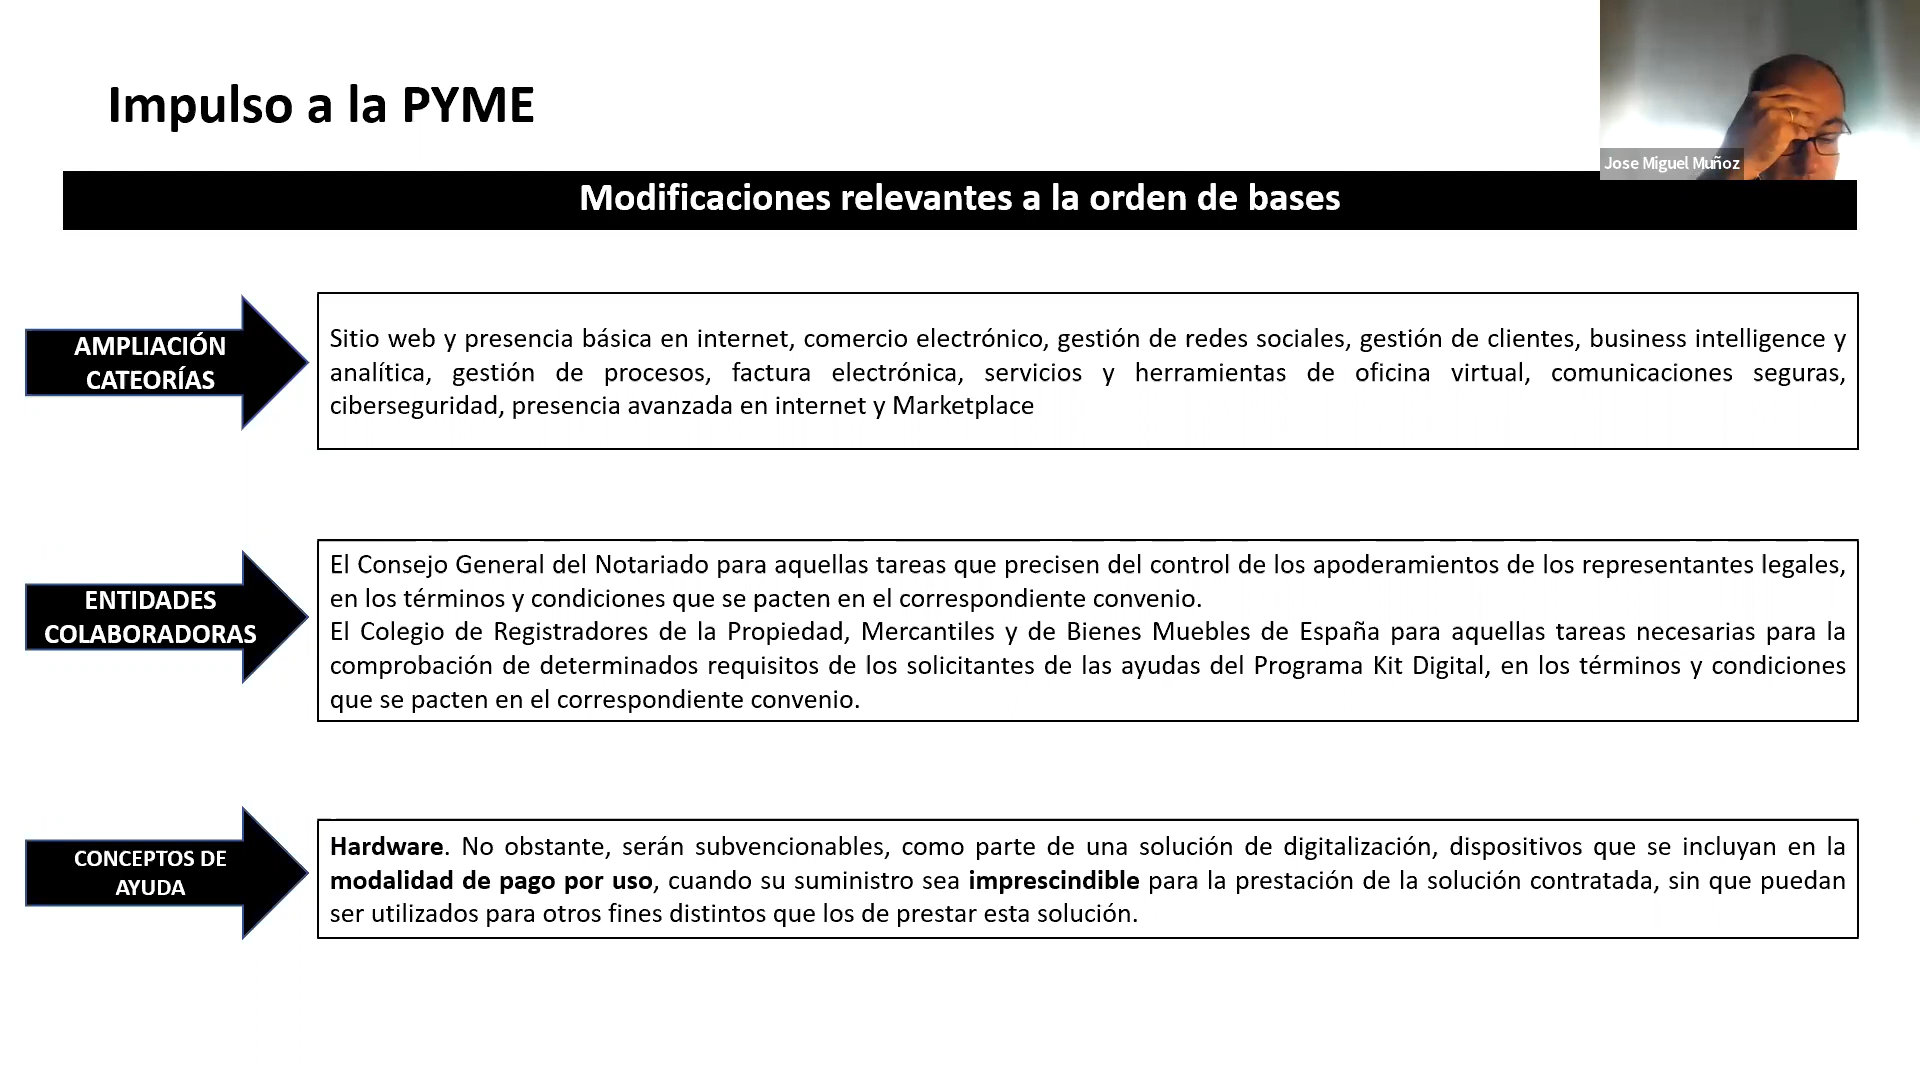 Impulso a la PYME
Jose Miguel Muñoz
Modificaciones relevantes a la orden de bases
AMPLIACIÓN
CATEORÍAS
Sitio web y presencia básica en internet, comercio electrónico, gestión de redes sociales, gestión de clientes, business intelligence y
analítica, gestión de procesos, factura electrónica, servicios y herramientas de oficina virtual, comunicaciones seguras,
ciberseguridad, presencia avanzada en internet y Marketplace
ENTIDADES
COLABORADORAS
El Consejo General del Notariado para aquellas tareas que precisen del control de los apoderamientos de los representantes legales,
en los términos y condiciones que se pacten en el correspondiente convenio.
El Colegio de Registradores de la Propiedad, Mercantiles y de Bienes Muebles de España para aquellas tareas necesarias para la
comprobación de determinados requisitos de los solicitantes de las ayudas del Programa Kit Digital, en los términos y condiciones
que se pacten en el correspondiente convenio.
CONCEPTOS DE
AYUDA
Hardware. No obstante, serán subvencionables, como parte de una solución de digitalización, dispositivos que se incluyan en la
modalidad de pago por uso, cuando su suministro sea imprescindible para la prestación de la solución contratada, sin que puedan
ser utilizados para otros fines distintos que los de prestar esta solución.